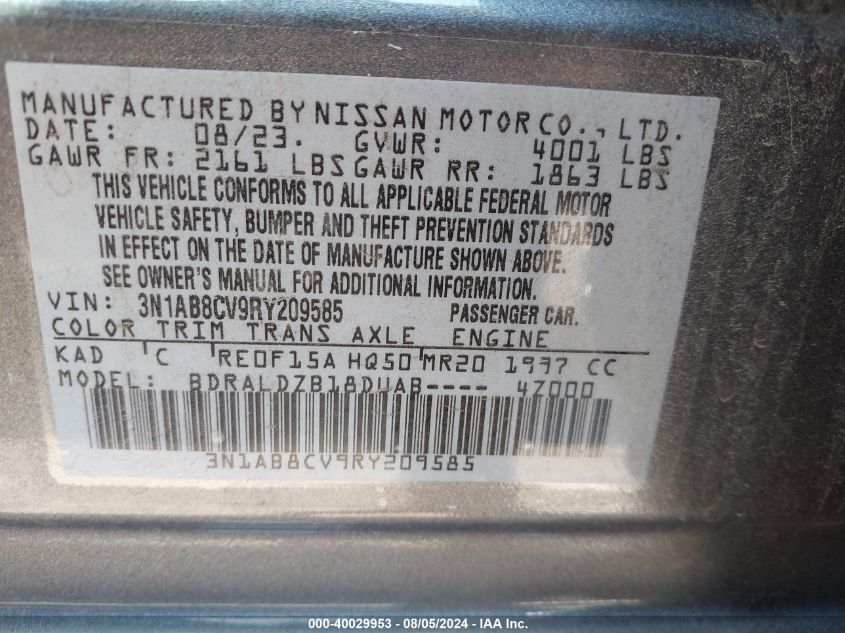 MANUFACTURED BY NISSAN MOTOR CO., LTD.
DATE: 08/23. GVWR: 4001 LBS
GAWR FR: 2161 LBS GAWR RR: 1863 LBS
THIS VEHICLE CONFORMS TO ALL APPLICABLE FEDERAL MOTOR
VEHICLE SAFETY, BUMPER AND THEFT PREVENTION STANDARDS
IN EFFECT ON THE DATE OF MANUFACTURE SHOWN ABOVE.
SEE OWNER'S MANUAL FOR ADDITIONAL INFORMATION.
VIN: 3N1AB8CV9RY209585 PASSENGER CAR.
COLOR TRIM TRANS AXLE ENGINE
KAD C RE0F15A HQ50 MR20 1997 CC
MODEL: BDRALDZB18DUAB---- 4Z000
3N1AB8CV9RY209585
000-40029953 - 08/05/2024 - IAA Inc.